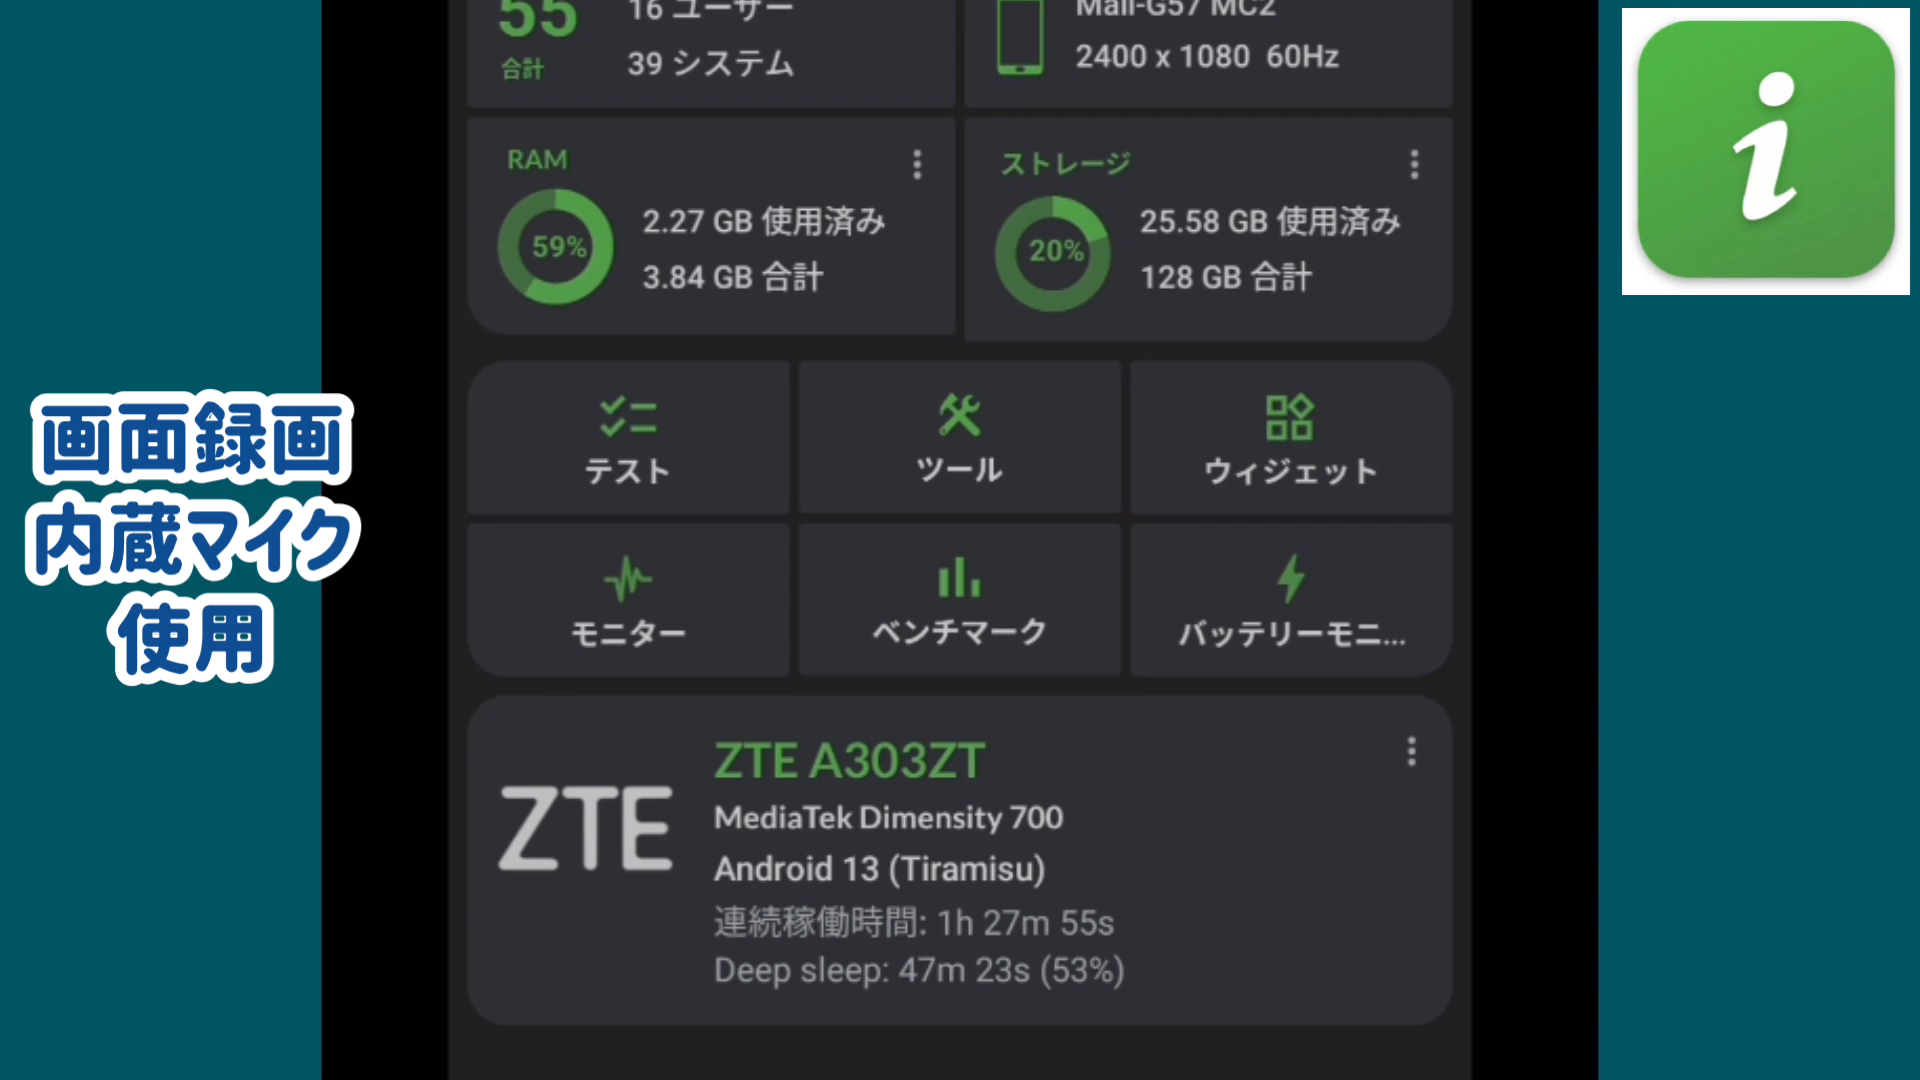 55
合計
16 ユーザー
39 システム
Mali-G57 MC2
2400 x 1080 60Hz
RAM
59%
2.27 GB 使用済み
3.84 GB 合計
ストレージ
20%
25.58 GB 使用済み
128 GB 合計
テスト
ツール
ウィジェット
モニター
ベンチマーク
バッテリーモニ...
ZTE
ZTE A303ZT
MediaTek Dimensity 700
Android 13 (Tiramisu)
連続稼働時間: 1h 27m 55s
Deep sleep: 47m 23s (53%)
画面録画
内蔵マイク
使用
i